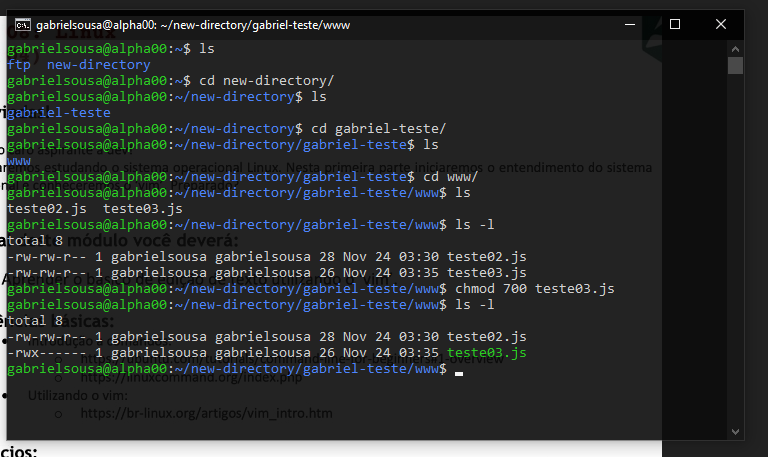 gabrielsousa@alpha00: ~/new-directory/gabriel-teste/www
gabrielsousa@alpha00:~$ ls
ftp  new-directory
gabrielsousa@alpha00:~$ cd new-directory/
gabrielsousa@alpha00:~/new-directory$ ls
gabriel-teste
gabrielsousa@alpha00:~/new-directory$ cd gabriel-teste/
gabrielsousa@alpha00:~/new-directory/gabriel-teste$ ls
www
gabrielsousa@alpha00:~/new-directory/gabriel-teste$ cd www/
gabrielsousa@alpha00:~/new-directory/gabriel-teste/www$ ls
teste02.js  teste03.js
gabrielsousa@alpha00:~/new-directory/gabriel-teste/www$ ls -l
total 8
-rw-rw-r-- 1 gabrielsousa gabrielsousa 28 Nov 24 03:30 teste02.js
-rw-rw-r-- 1 gabrielsousa gabrielsousa 26 Nov 24 03:35 teste03.js
gabrielsousa@alpha00:~/new-directory/gabriel-teste/www$ chmod 700 teste03.js
gabrielsousa@alpha00:~/new-directory/gabriel-teste/www$ ls -l
total 8
-rw-rw-r-- 1 gabrielsousa gabrielsousa 28 Nov 24 03:30 teste02.js
-rwx------ 1 gabrielsousa gabrielsousa 26 Nov 24 03:35 teste03.js
gabrielsousa@alpha00:~/new-directory/gabriel-teste/www$
estudando o sistema operacional Linux. Nesta primeira parte iniciaremos o entendimento do sistema
módulo você deverá:
básicas:
https://linuxcommand.org/index.php
Utilizando o vim:
https://br-linux.org/artigos/vim_intro.htm
cios: